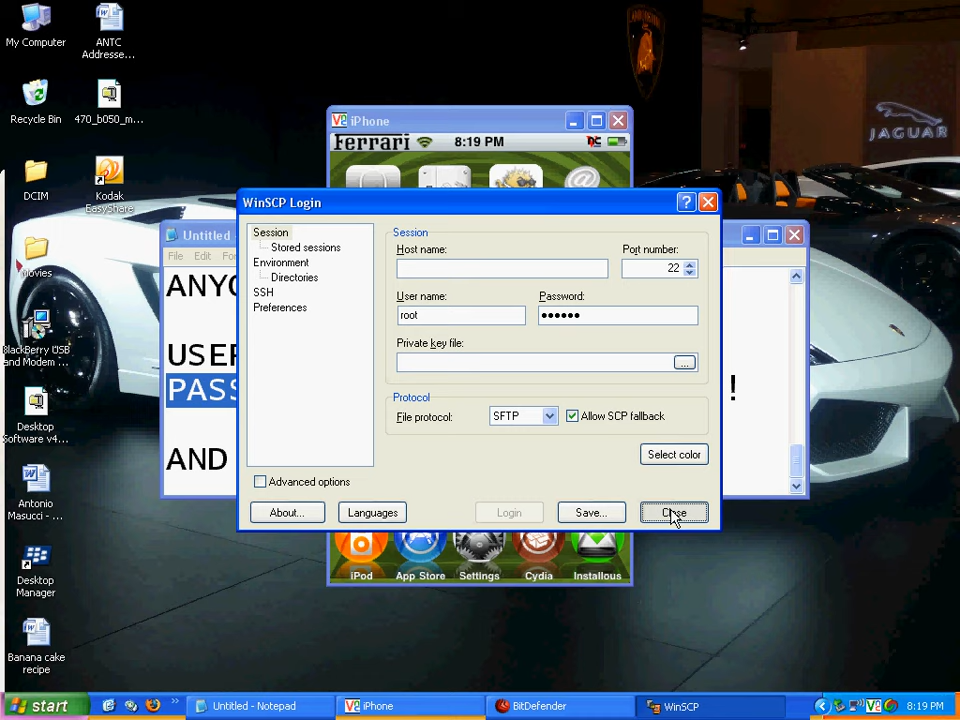 My Computer
ANTC
Addresse...
Recycle Bin
470_b050_m...
DCIM
Kodak
EasyShare
Movies
BlackBerry USB
and Modem ...
Desktop
Software v4...
Antonio
Masucci - ...
Desktop
Manager
Banana cake
recipe
JAGUAR
iPhone
Ferrari
8:19 PM
WinSCP Login
Session
Stored sessions
Environment
Directories
SSH
Preferences
Session
Host name:
Port number:
22
User name:
Password:
root
••••••
Private key file:
...
Protocol
File protocol:
SFTP
Allow SCP fallback
Select color
Advanced options
About...
Languages
Login
Save...
Close
Untitled
File Edit
USER
PASS
!
AND
iPod
App Store
Settings
Cydia
Installous
start
Untitled - Notepad
iPhone
BitDefender
WinSCP
8:19 PM